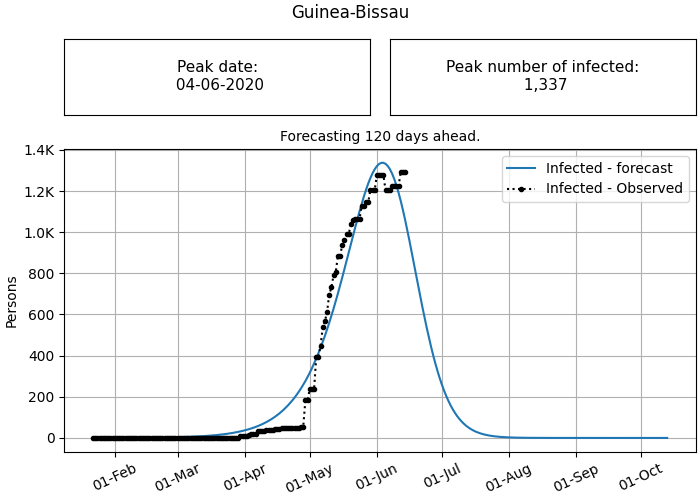 Guinea-Bissau
Peak date:
04-06-2020
Peak number of infected:
1,337
Forecasting 120 days ahead.
1.4K
1.2K
1.0K
800
600
400
200
0
Persons
Infected - forecast
Infected - Observed
01-Feb
01-Mar
01-Apr
01-May
01-Jun
01-Jul
01-Aug
01-Sep
01-Oct